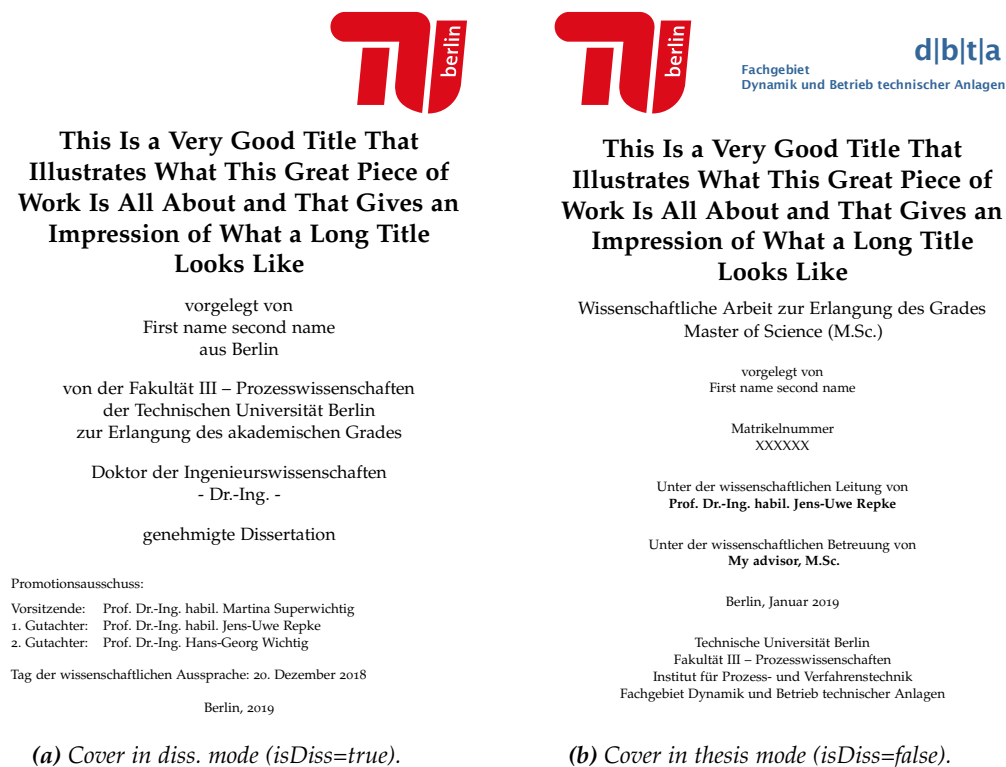 berlin
This Is a Very Good Title That
Illustrates What This Great Piece of
Work Is All About and That Gives an
Impression of What a Long Title
Looks Like
vorgelegt von
First name second name
aus Berlin
von der Fakultät III – Prozesswissenschaften
der Technischen Universität Berlin
zur Erlangung des akademischen Grades
Doktor der Ingenieurswissenschaften
- Dr.-Ing. -
genehmigte Dissertation
Promotionsausschuss:
Vorsitzende: Prof. Dr.-Ing. habil. Martina Superwichtig
1. Gutachter: Prof. Dr.-Ing. habil. Jens-Uwe Repke
2. Gutachter: Prof. Dr.-Ing. Hans-Georg Wichtig
Tag der wissenschaftlichen Aussprache: 20. Dezember 2018
Berlin, 2019
(a) Cover in diss. mode (isDiss=true).
berlin
d|b|t|a
Fachgebiet
Dynamik und Betrieb technischer Anlagen
This Is a Very Good Title That
Illustrates What This Great Piece of
Work Is All About and That Gives an
Impression of What a Long Title
Looks Like
Wissenschaftliche Arbeit zur Erlangung des Grades
Master of Science (M.Sc.)
vorgelegt von
First name second name
Matrikelnummer
XXXXXX
Unter der wissenschaftlichen Leitung von
Prof. Dr.-Ing. habil. Jens-Uwe Repke
Unter der wissenschaftlichen Betreuung von
My advisor, M.Sc.
Berlin, Januar 2019
Technische Universität Berlin
Fakultät III – Prozesswissenschaften
Institut für Prozess- und Verfahrenstechnik
Fachgebiet Dynamik und Betrieb technischer Anlagen
(b) Cover in thesis mode (isDiss=false).